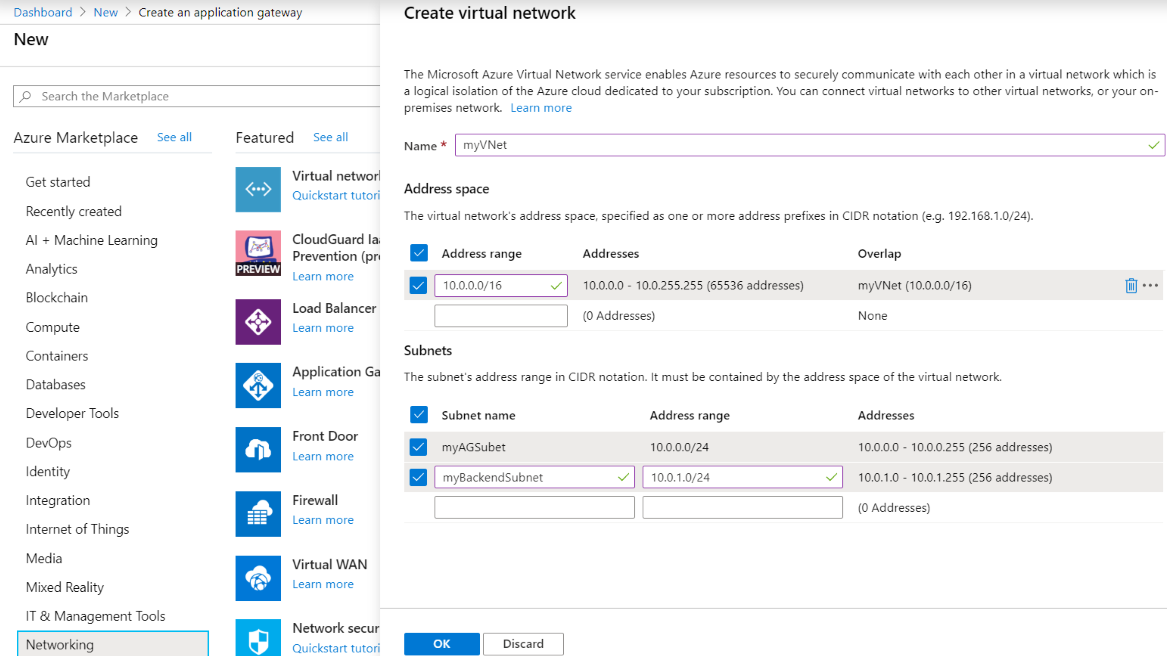 Dashboard > New > Create an application gateway
New
Search the Marketplace
Azure Marketplace See all
Get started
Recently created
AI + Machine Learning
Analytics
Blockchain
Compute
Containers
Databases
Developer Tools
DevOps
Identity
Integration
Internet of Things
Media
Mixed Reality
IT & Management Tools
Networking
Featured See all
Virtual networ
Quickstart tutori
PREVIEW
CloudGuard Iaa
Prevention (pr
Learn more
Load Balancer
Learn more
Application Ga
Learn more
Front Door
Learn more
Firewall
Learn more
Virtual WAN
Learn more
Network secur
Quickstart tutori
Create virtual network
The Microsoft Azure Virtual Network service enables Azure resources to securely communicate with each other in a virtual network which is
a logical isolation of the Azure cloud dedicated to your subscription. You can connect virtual networks to other virtual networks, or your on-
premises network. Learn more
Name * myVNet
Address space
The virtual network's address space, specified as one or more address prefixes in CIDR notation (e.g. 192.168.1.0/24).
Address range Addresses Overlap
10.0.0.0/16 10.0.0.0 - 10.0.255.255 (65536 addresses) myVNet (10.0.0.0/16)
(0 Addresses) None
Subnets
The subnet's address range in CIDR notation. It must be contained by the address space of the virtual network.
Subnet name Address range Addresses
myAGSubet 10.0.0.0/24 10.0.0.0 - 10.0.0.255 (256 addresses)
myBackendSubnet 10.0.1.0/24 10.0.1.0 - 10.0.1.255 (256 addresses)
(0 Addresses)
OK Discard